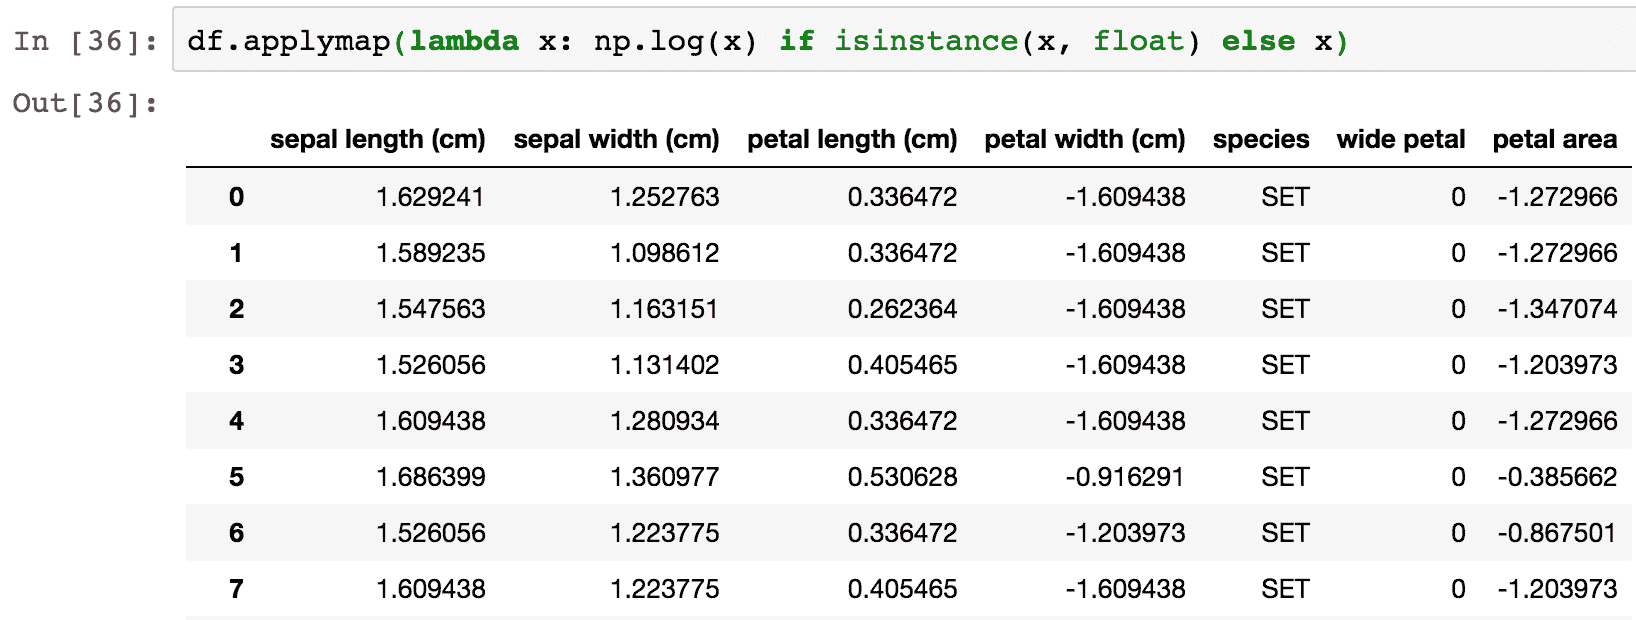 In [36]: df.applymap(lambda x: np.log(x) if isinstance(x, float) else x)
Out[36]:
sepal length (cm) sepal width (cm) petal length (cm) petal width (cm) species wide petal petal area
0 1.629241 1.252763 0.336472 -1.609438 SET 0 -1.272966
1 1.589235 1.098612 0.336472 -1.609438 SET 0 -1.272966
2 1.547563 1.163151 0.262364 -1.609438 SET 0 -1.347074
3 1.526056 1.131402 0.405465 -1.609438 SET 0 -1.203973
4 1.609438 1.280934 0.336472 -1.609438 SET 0 -1.272966
5 1.686399 1.360977 0.530628 -0.916291 SET 0 -0.385662
6 1.526056 1.223775 0.336472 -1.203973 SET 0 -0.867501
7 1.609438 1.223775 0.405465 -1.609438 SET 0 -1.203973